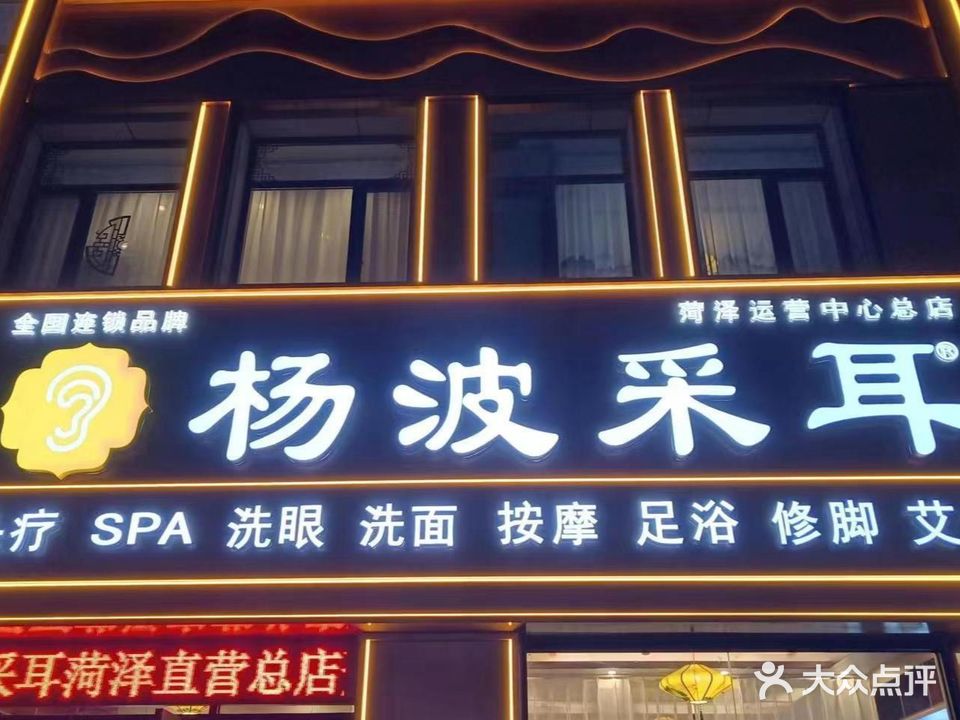 全国连锁品牌
菏泽运营中心总店
杨波采耳®
疗 SPA 洗眼 洗面 按摩 足浴 修脚 艾
采耳菏泽直营总店
大众点评